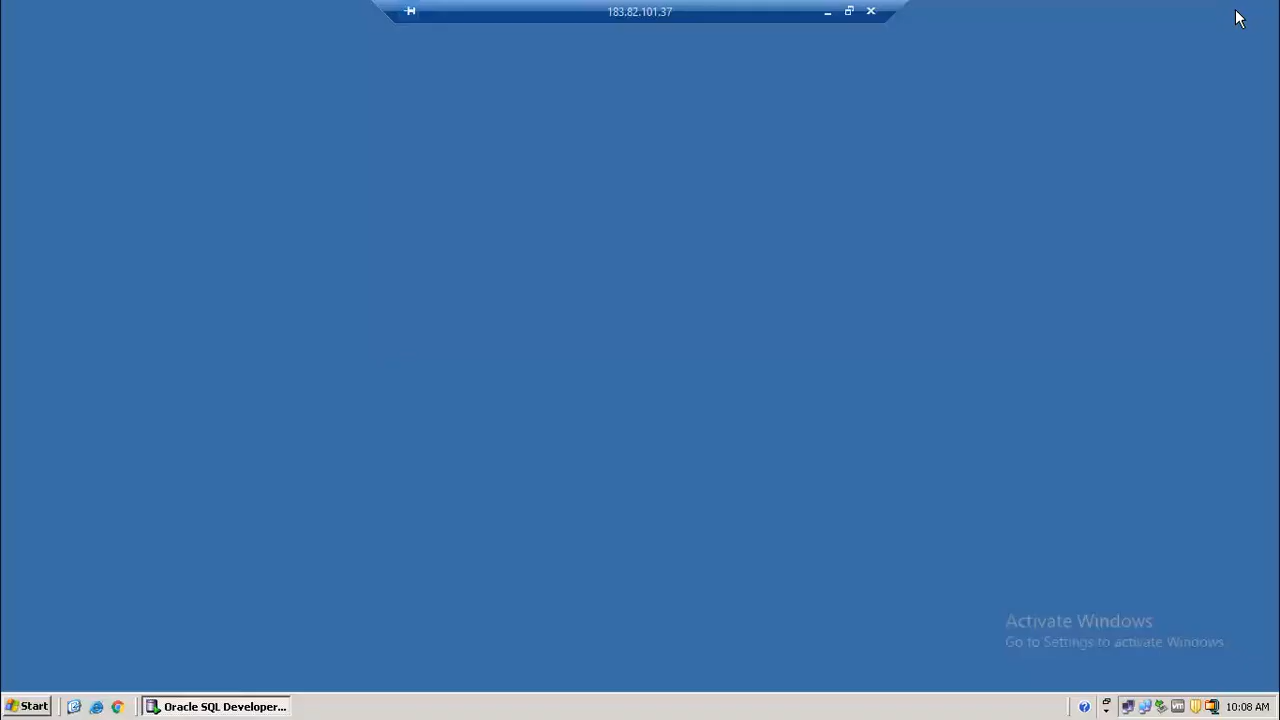 183.82.101.37
Activate Windows
Go to Settings to activate Windows.
Start
Oracle SQL Developer...
10:08 AM